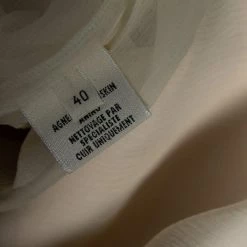 40
AGNE SKIN
NETTOYAGE PAR
SPECIALISTE
CUIR UNIQUEMENT